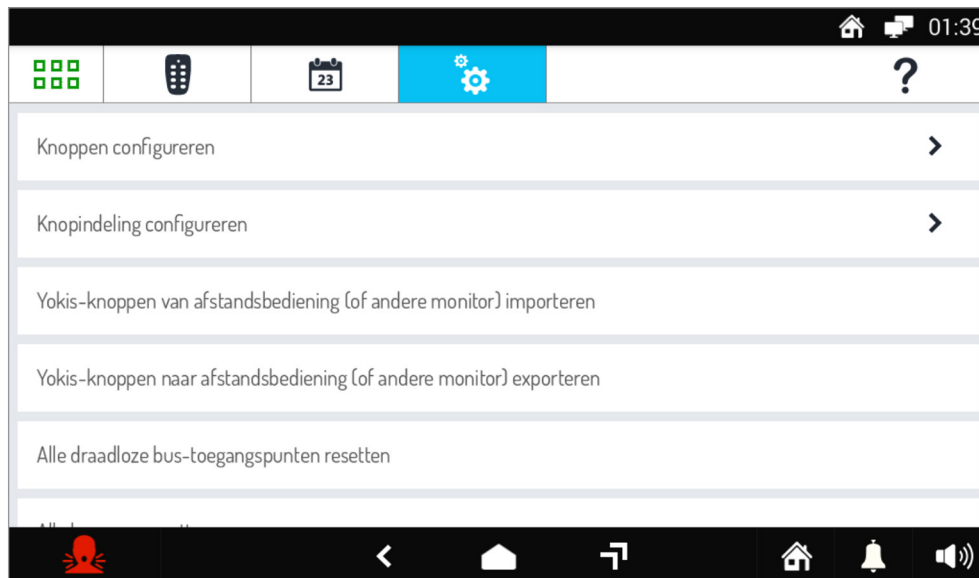 01:39
23
?
Knoppen configureren
Knopindeling configureren
Yokis-knoppen van afstandsbediening (of andere monitor) importeren
Yokis-knoppen naar afstandsbediening (of andere monitor) exporteren
Alle draadloze bus-toegangspunten resetten